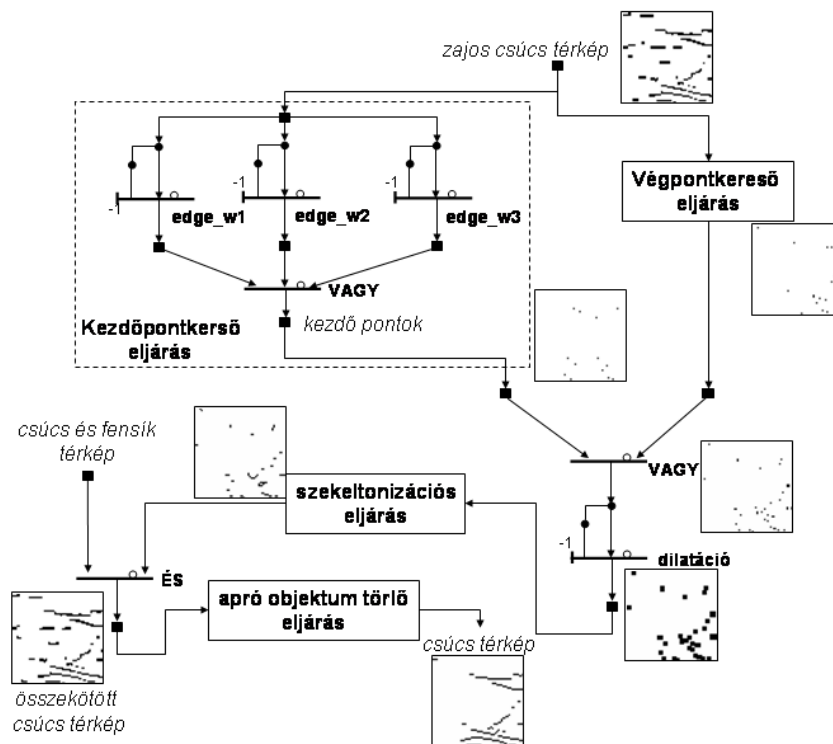 zajos csúcs térkép
-1
-1
-1
edge_w1
edge_w2
edge_w3
Végpontkereső
eljárás
VAGY
Kezdőpontkerső
eljárás
kezdő pontok
csúcs és fensík
térkép
VAGY
szekeltonizációs
eljárás
-1
dilatáció
ÉS
apró objektum törlő
eljárás
csúcs térkép
összekötött
csúcs térkép